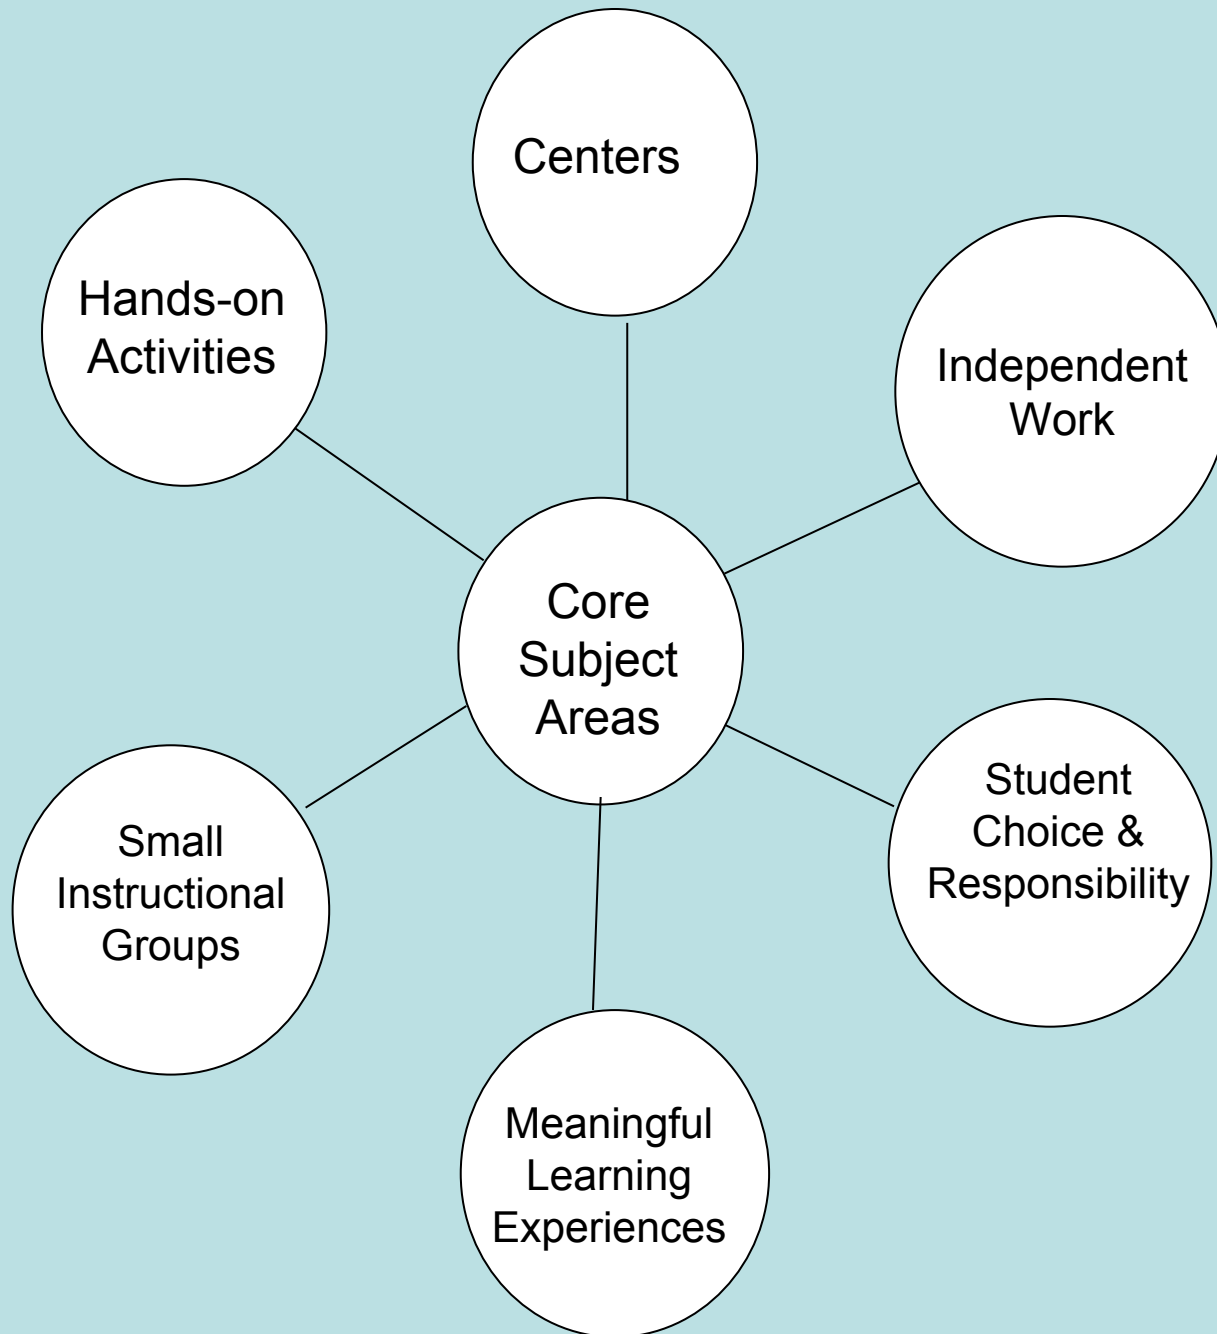 Centers
Hands-on
Activities
Independent
Work
Core
Subject
Areas
Student
Choice &
Responsibility
Small
Instructional
Groups
Meaningful
Learning
Experiences